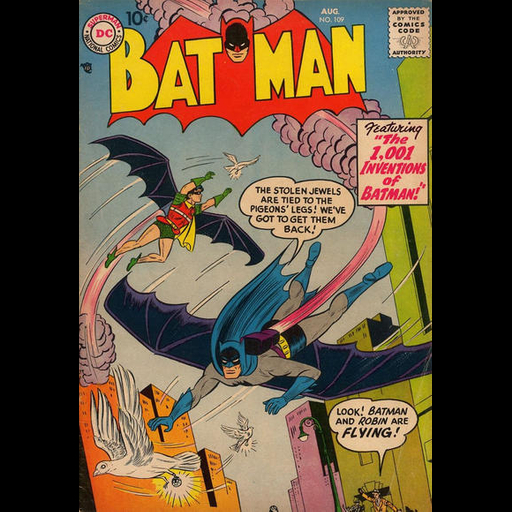 SUPERMAN
DC
NATIONAL COMICS
10¢
AUG.
NO. 109
APPROVED
BY THE
COMICS
CODE
AUTHORITY
BATMAN
Featuring
"The
1,001
INVENTIONS
of
BATMAN!"
THE STOLEN JEWELS
ARE TIED TO THE
PIGEONS' LEGS! WE'VE
GOT TO GET THEM
BACK!
LOOK! BATMAN
AND ROBIN ARE
FLYING!